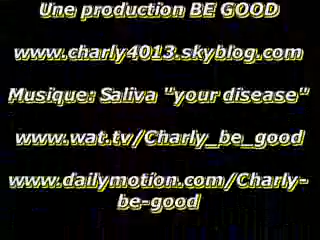 Une production BE GOOD
www.charly4013.skyblog.com
Musique: Saliva "your disease"
www.wat.tv/Charly_be_good
www.dailymotion.com/Charly-
be-good